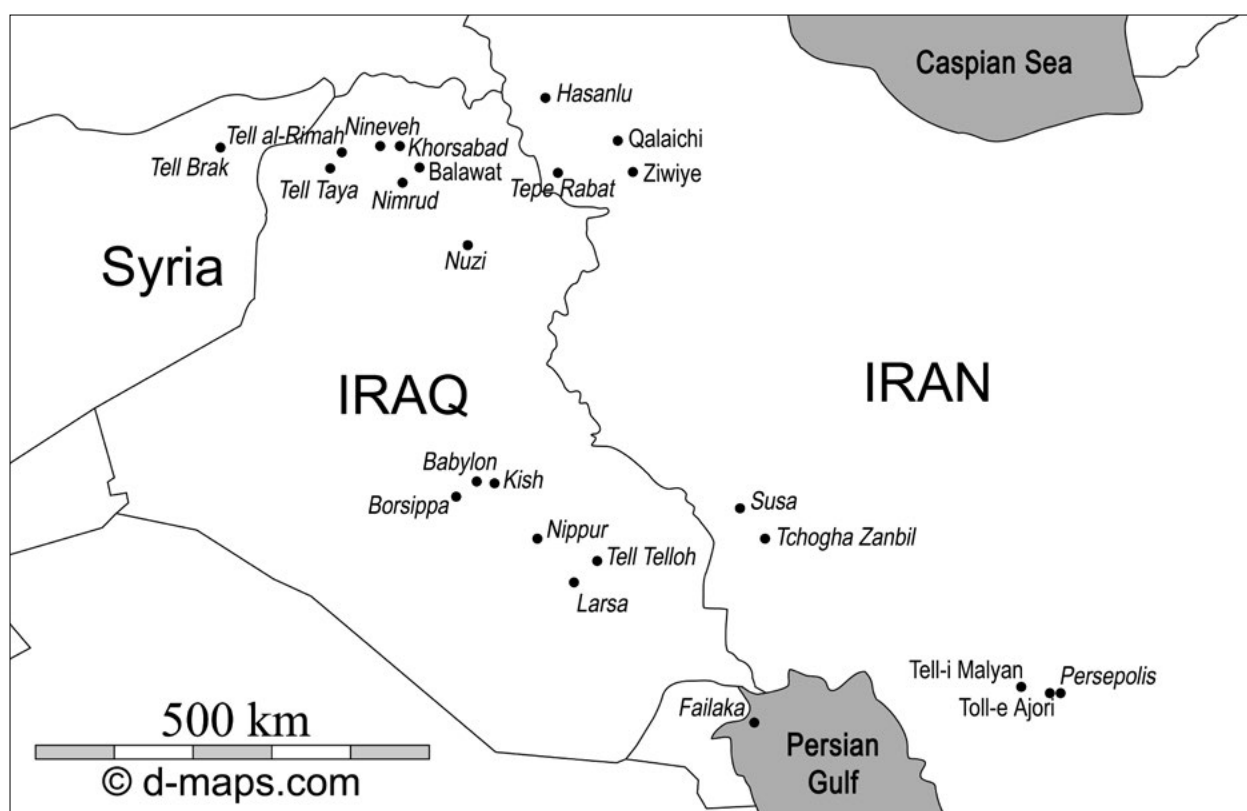 Caspian Sea
Hasanlu
Tell al-Rimah
Nineveh
Khorsabad
Qalaichi
Tell Brak
Tell Taya
Balawat
Nimrud
Tepe Rabat
Ziwiye
Syria
Nuzi
IRAQ
IRAN
Babylon
Kish
Borsippa
Susa
Nippur
Tchogha Zanbil
Tell Telloh
Larsa
Tell-i Malyan
Persepolis
Toll-e Ajori
Failaka
Persian
Gulf
500 km
© d-maps.com